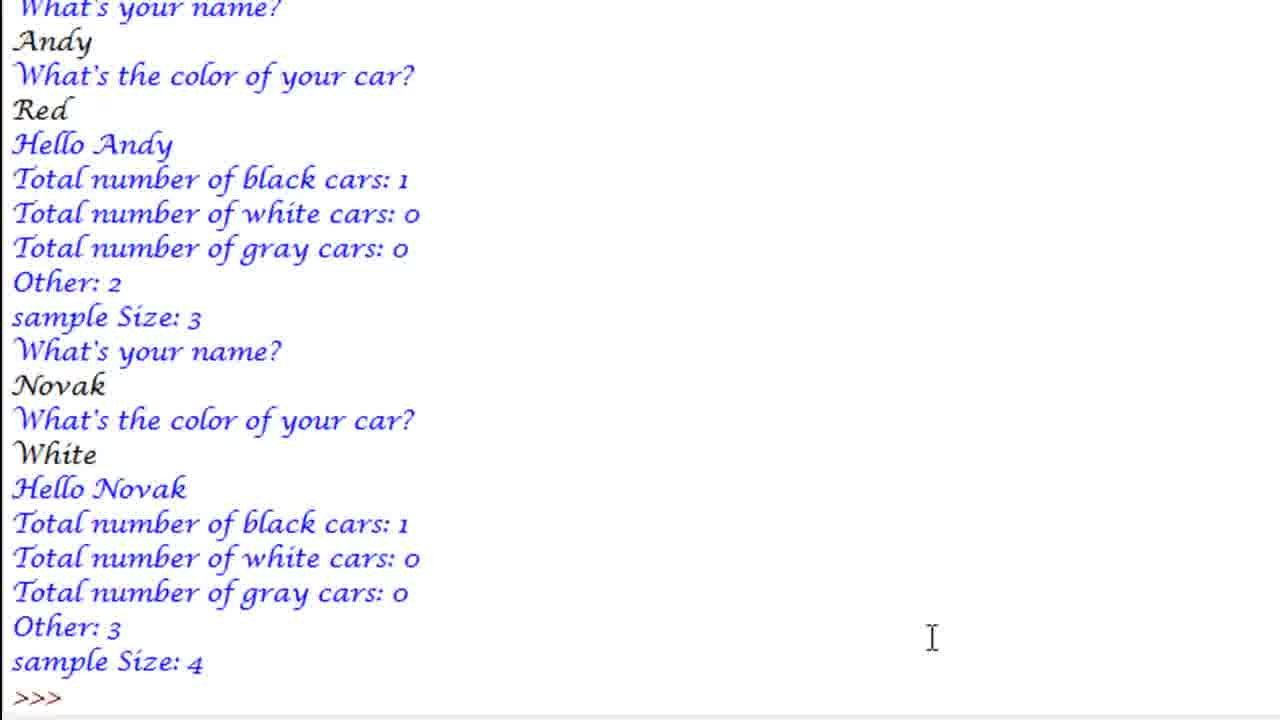 What's your name?
Andy
What's the color of your car?
Red
Hello Andy
Total number of black cars: 1
Total number of white cars: 0
Total number of gray cars: 0
Other: 2
sample Size: 3
What's your name?
Novak
What's the color of your car?
White
Hello Novak
Total number of black cars: 1
Total number of white cars: 0
Total number of gray cars: 0
Other: 3
sample Size: 4
>>>